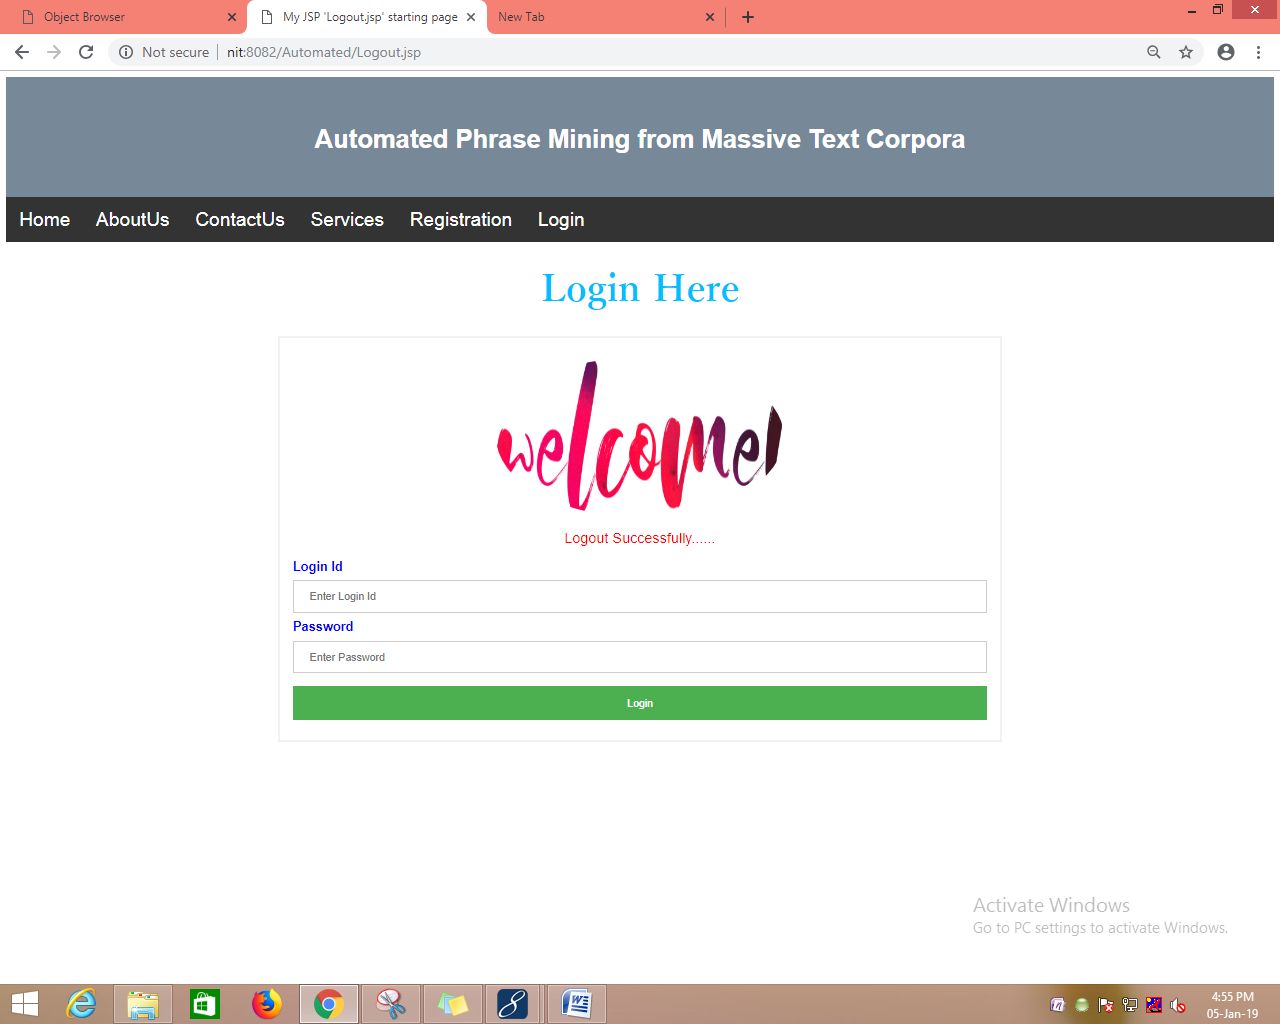 Object Browser
My JSP 'Logout.jsp' starting page
New Tab
Not secure
nit:8082/Automated/Logout.jsp
Automated Phrase Mining from Massive Text Corpora
Home AboutUs ContactUs Services Registration Login
Login Here
welcome!
Logout Successfully......
Login Id
Enter Login Id
Password
Enter Password
Login
Activate Windows
Go to PC settings to activate Windows.
4:55 PM
05-Jan-19